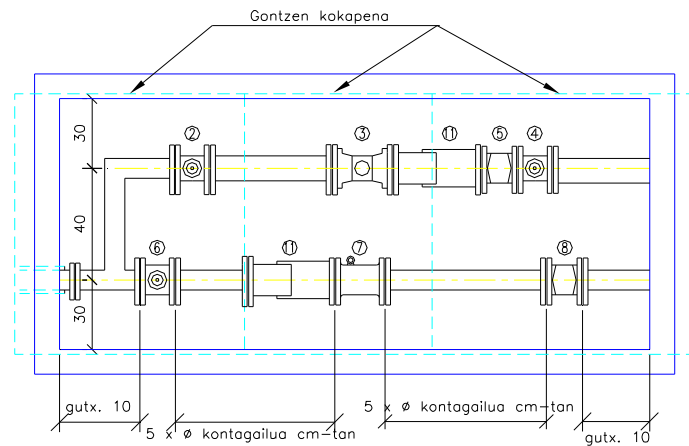 Gontzen kokapena
2 3 11 5 4
30
40
30
6 11 7 8
gutx. 10
5 x ø kontagailua cm-tan
5 x ø kontagailua cm-tan
gutx. 10